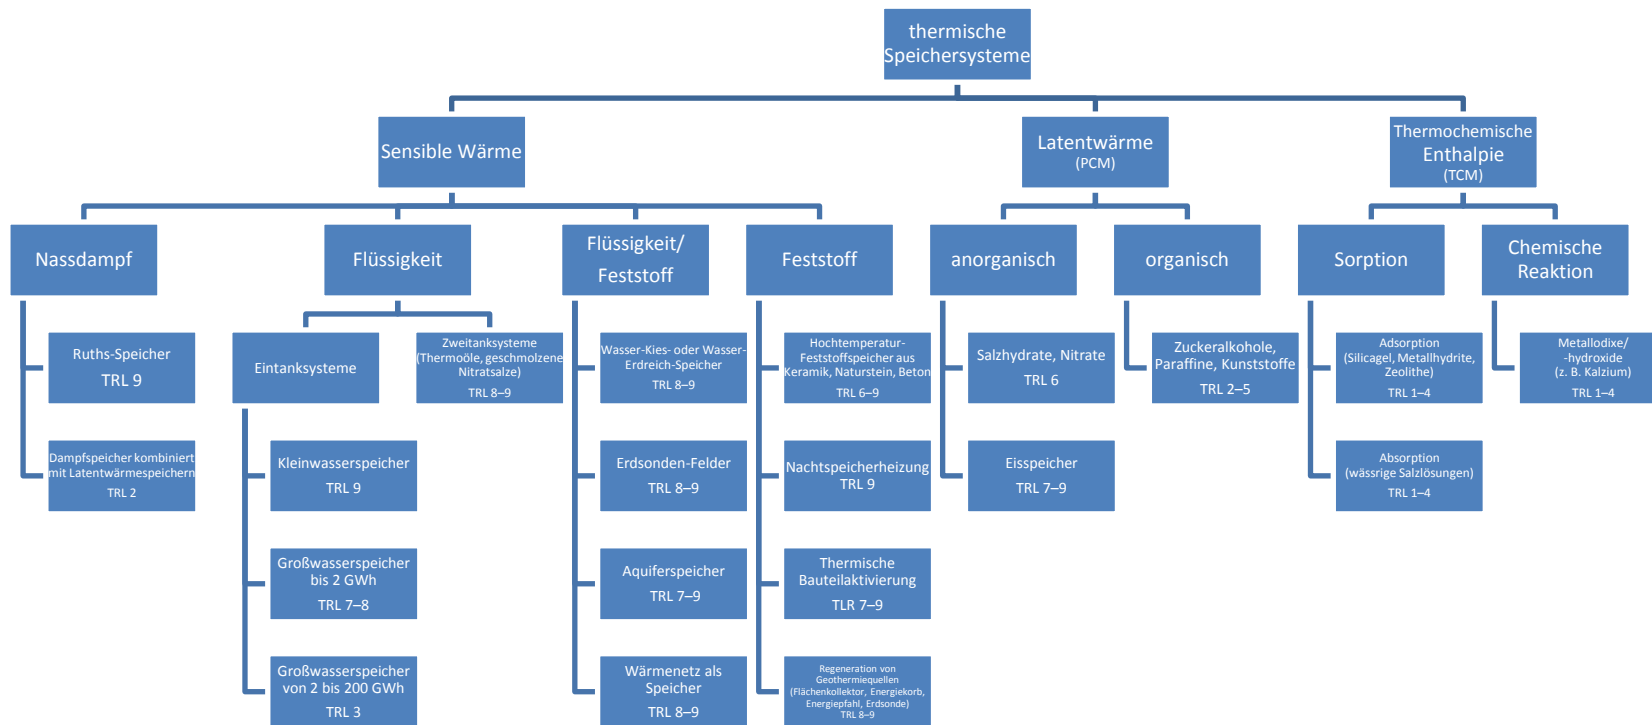 thermische
Speichersysteme
Sensible Wärme
Latentwärme
(PCM)
Thermochemische
Enthalpie
(TCM)
Nassdampf
Flüssigkeit
Flüssigkeit/
Feststoff
Feststoff
anorganisch
organisch
Sorption
Chemische
Reaktion
Ruths-Speicher
TRL 9
Dampfspeicher kombiniert
mit Latentwärmespeichern
TRL 2
Eintanksysteme
Zweitanksysteme
(Thermoöle, geschmolzene
Nitratsalze)
TRL 8–9
Kleinwasserspeicher
TRL 9
Großwasserspeicher
bis 2 GWh
TRL 7–8
Großwasserspeicher
von 2 bis 200 GWh
TRL 3
Wasser-Kies- oder Wasser-
Erdreich-Speicher
TRL 8–9
Erdsonden-Felder
TRL 8–9
Aquiferspeicher
TRL 7–9
Wärmenetz als
Speicher
TRL 8–9
Hochtemperatur-
Feststoffspeicher aus
Keramik, Naturstein, Beton
TRL 6–9
Nachtspeicherheizung
TRL 9
Thermische
Bauteilaktivierung
TLR 7–9
Regeneration von
Geothermiequellen
(Flächenkollektor, Energiekorb,
Energiepfahl, Erdsonde)
TRL 8–9
Salzhydrate, Nitrate
TRL 6
Eisspeicher
TRL 7–9
Zuckeralkohole,
Paraffine, Kunststoffe
TRL 2–5
Adsorption
(Silicagel, Metallhydrite,
Zeolithe)
TRL 1–4
Absorption
(wässrige Salzlösungen)
TRL 1–4
Metallodixe/
-hydroxide
(z. B. Kalzium)
TRL 1–4